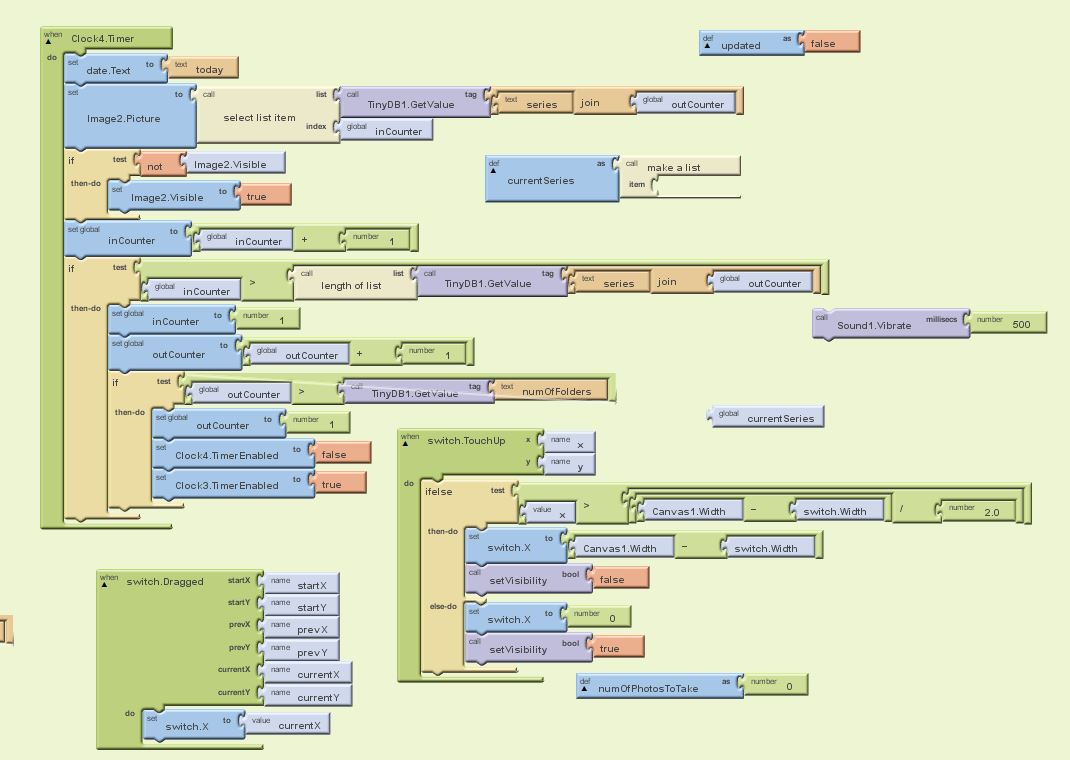 when Clock4.Timer
do set date.Text to text today
set Image2.Picture to call select list item list call TinyDB1.GetValue tag text series join global outCounter
index global inCounter
if test not Image2.Visible
then-do set Image2.Visible to true
set global inCounter to global inCounter + number 1
if test global inCounter > call length of list list call TinyDB1.GetValue tag text series join global outCounter
then-do set global inCounter to number 1
set global outCounter to global outCounter + number 1
if test global outCounter > call TinyDB1.GetValue tag text numOfFolders
then-do set global outCounter to number 1
set Clock4.TimerEnabled to false
set Clock3.TimerEnabled to true
def updated as false
def currentSeries as call make a list
item
call Sound1.Vibrate millisecs number 500
global currentSeries
when switch.TouchUp x name x
y name y
do ifelse test value x > Canvas1.Width - switch.Width / number 2.0
then-do set switch.X to Canvas1.Width - switch.Width
call setVisibility bool false
else-do set switch.X to number 0
call setVisibility bool true
def numOfPhotosToTake as number 0
when switch.Dragged startX name startX
startY name startY
prevX name prevX
prevY name prevY
currentX name currentX
currentY name currentY
do set switch.X to value currentX